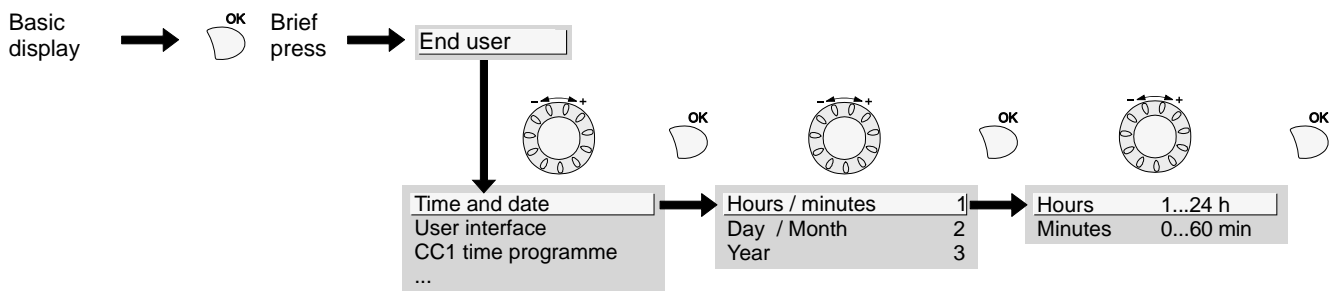 Basic display
OK
Brief press
End user
- +
OK
- +
OK
- +
OK
Time and date
User interface
CC1 time programme
...
Hours / minutes 1
Day / Month 2
Year 3
Hours 1...24 h
Minutes 0...60 min